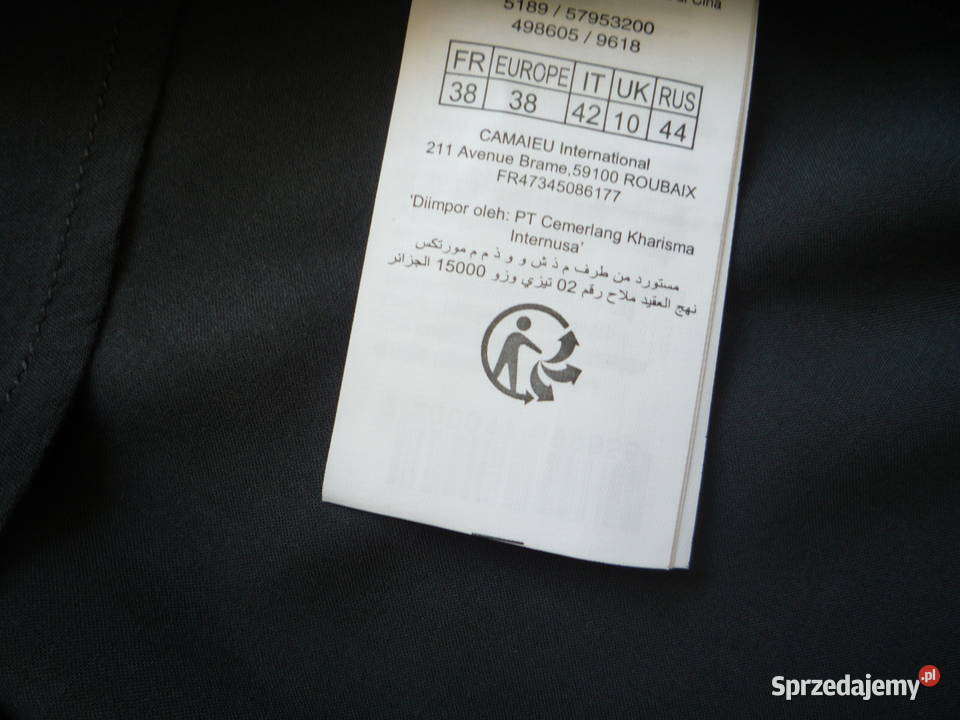 Cina
5189 / 57953200
498605 / 9618
FR EUROPE IT UK RUS
38 38 42 10 44
CAMAIEU International
211 Avenue Brame,59100 ROUBAIX
FR47345086177
'Diimpor oleh: PT Cemerlang Kharisma
Internusa'
مستورد من طرف م ذ ش و و ذ م م مورتكس
نهج العقيد ملاح رقم 02 تيزي وزو 15000 الجزائر
Sprzedajemy.pl